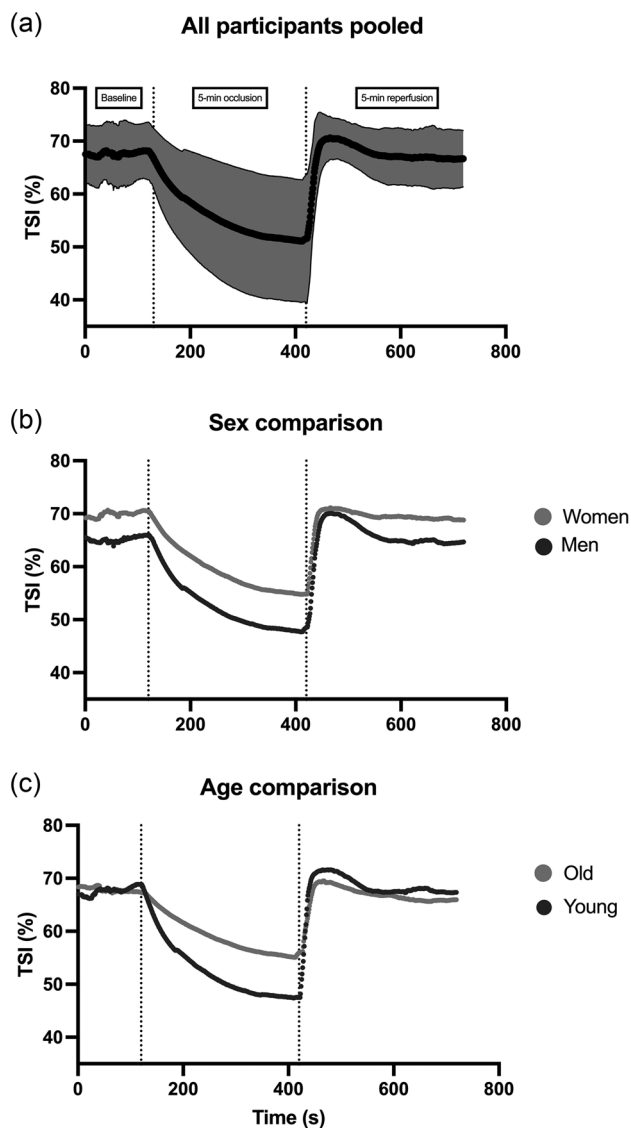 (a)
All participants pooled
Baseline
5-min occlusion
5-min reperfusion
TSI (%)
80
70
60
50
40
0
200
400
600
800
(b)
Sex comparison
TSI (%)
80
70
60
50
40
0
200
400
600
800
Women
Men
(c)
Age comparison
TSI (%)
80
70
60
50
40
0
200
400
600
800
Time (s)
Old
Young